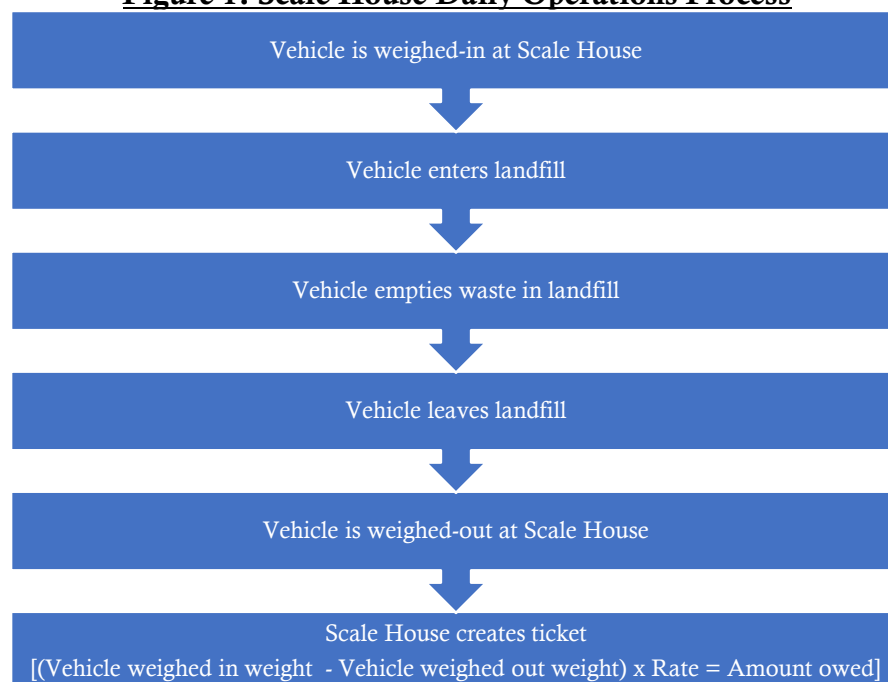 Figure 1: Scale House Daily Operations Process
Vehicle is weighed-in at Scale House
Vehicle enters landfill
Vehicle empties waste in landfill
Vehicle leaves landfill
Vehicle is weighed-out at Scale House
Scale House creates ticket
[(Vehicle weighed in weight - Vehicle weighed out weight) x Rate = Amount owed]